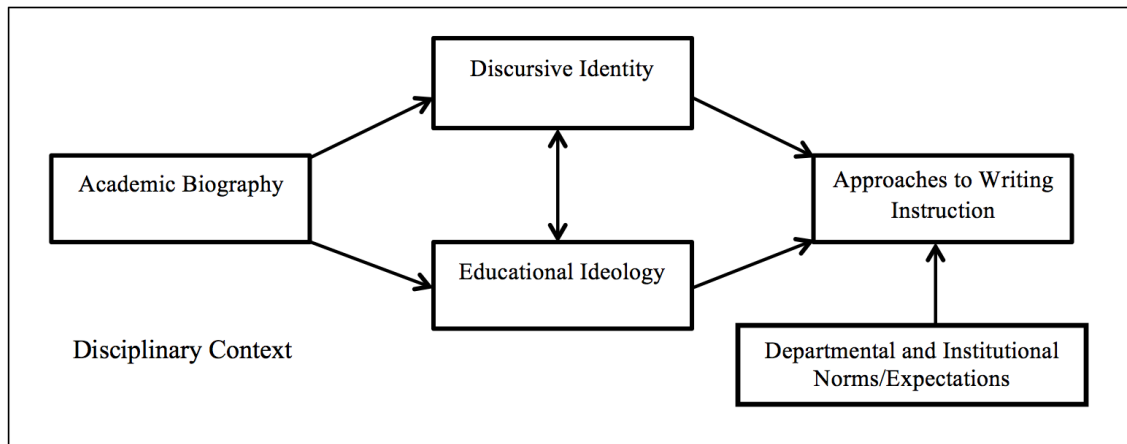 Discursive Identity
Academic Biography
Approaches to Writing
Instruction
Educational Ideology
Disciplinary Context
Departmental and Institutional
Norms/Expectations